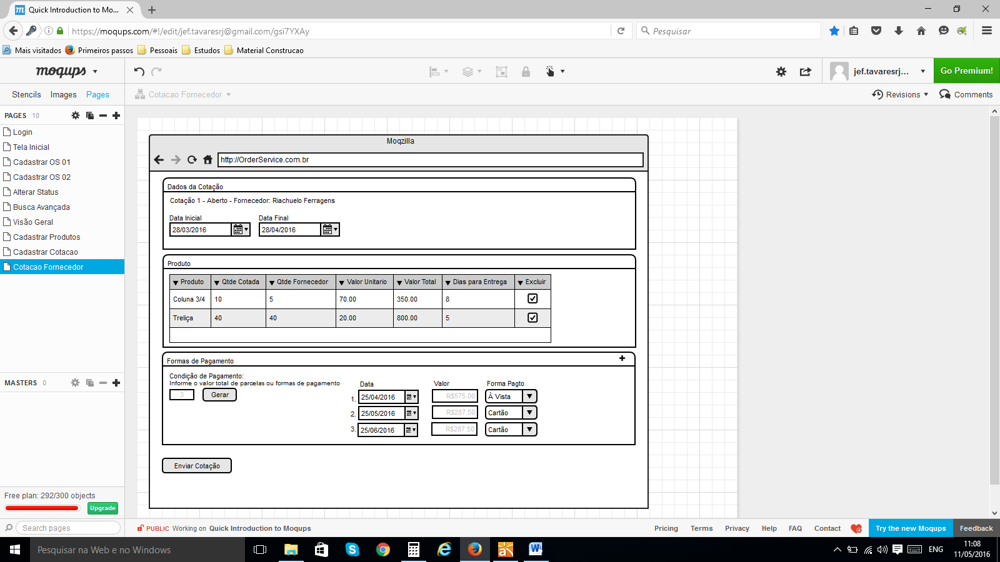 Quick Introduction to Mo...
https://moqups.com/#!/edit/jef.tavaresrj@gmail.com/gsi7YXAy
Pesquisar
Mais visitados Primeiros passos Pessoais Estudos Material Construcao
moqups
jef.tavaresrj... Go Premium!
Stencils Images Pages
Cotacao Fornecedor
Revisions Comments
PAGES 10
Login
Tela Inicial
Cadastrar OS 01
Cadastrar OS 02
Alterar Status
Busca Avançada
Visão Geral
Cadastrar Produtos
Cadastrar Cotacao
Cotacao Fornecedor
MASTERS 0
Free plan: 292/300 objects
Upgrade
Search pages
Moqzilla
http://OrderService.com.br
Dados da Cotação
Cotação 1 - Aberto - Fornecedor: Riachuelo Ferragens
Data Inicial Data Final
28/03/2016 28/04/2016
Produto
Produto Qtde Cotada Qtde Fornecedor Valor Unitario Valor Total Dias para Entrega Excluir
Coluna 3/4 10 5 70.00 350.00 8
Treliça 40 40 20.00 800.00 5
Formas de Pagamento
Condição de Pagamento:
Informe o valor total de parcelas ou formas de pagamento
3 Gerar
Data Valor Forma Pagto
1. 25/04/2016 R$575.00 À Vista
2. 25/05/2016 R$287.50 Cartão
3. 25/06/2016 R$287.50 Cartão
Enviar Cotação
PUBLIC Working on Quick Introduction to Moqups
Pricing Terms Privacy Help FAQ Contact Try the new Moqups Feedback
Pesquisar na Web e no Windows
ENG
11:08
11/05/2016